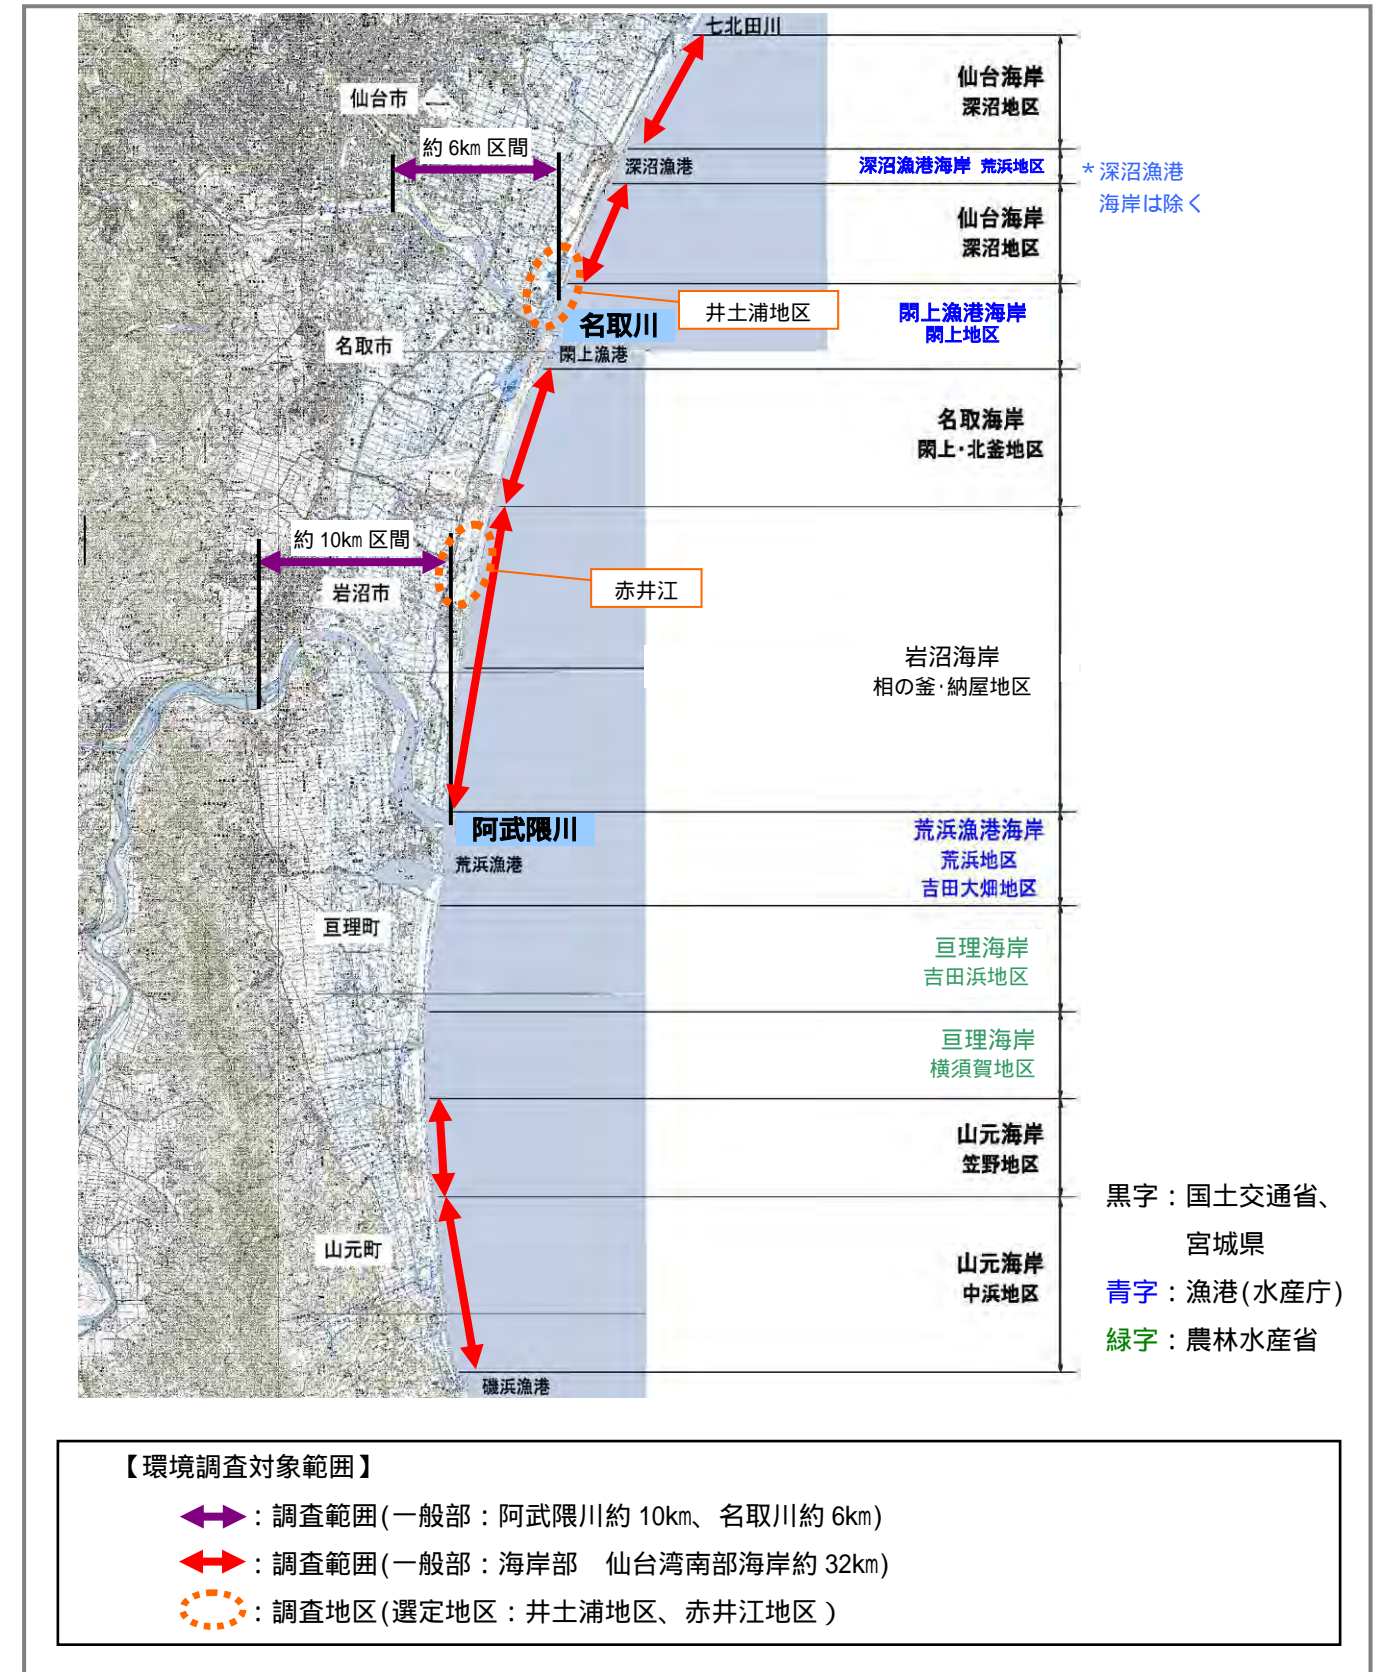 七北田川
仙台海岸
深沼地区
仙台市
約 6km 区間
深沼漁港
深沼漁港海岸 荒浜地区
*深沼漁港
海岸は除く
仙台海岸
深沼地区
井土浦地区
名取川
閖上漁港海岸
閖上地区
名取市
閖上漁港
名取海岸
閖上・北釜地区
約 10km 区間
岩沼市
赤井江
岩沼海岸
相の釜・納屋地区
阿武隈川
荒浜漁港
荒浜漁港海岸
荒浜地区
吉田大畑地区
亘理町
亘理海岸
吉田浜地区
亘理海岸
横須賀地区
山元海岸
笠野地区
山元町
山元海岸
中浜地区
磯浜漁港
黒字：国土交通省、
宮城県
青字：漁港(水産庁)
緑字：農林水産省
【環境調査対象範囲】
：調査範囲(一般部：阿武隈川約 10km、名取川約 6km)
：調査範囲(一般部：海岸部 仙台湾南部海岸約 32km)
：調査地区(選定地区：井土浦地区、赤井江地区）